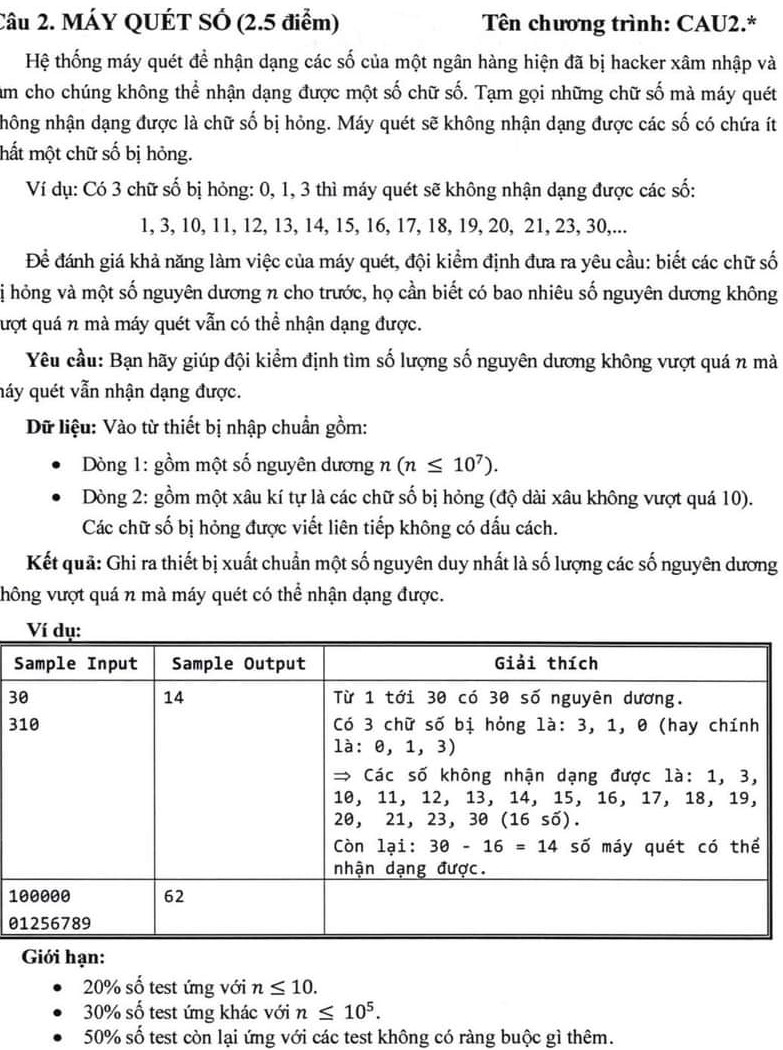 Câu 2. MÁY QUÉT SỐ (2.5 điểm) Tên chương trình: CAU2.*
Hệ thống máy quét để nhận dạng các số của một ngân hàng hiện đã bị hacker xâm nhập và
àm cho chúng không thể nhận dạng được một số chữ số. Tạm gọi những chữ số mà máy quét
hông nhận dạng được là chữ số bị hỏng. Máy quét sẽ không nhận dạng được các số có chứa ít
hất một chữ số bị hỏng.
Ví dụ: Có 3 chữ số bị hỏng: 0, 1, 3 thì máy quét sẽ không nhận dạng được các số:
1, 3, 10, 11, 12, 13, 14, 15, 16, 17, 18, 19, 20, 21, 23, 30,...
Để đánh giá khả năng làm việc của máy quét, đội kiểm định đưa ra yêu cầu: biết các chữ số
ị hỏng và một số nguyên dương n cho trước, họ cần biết có bao nhiêu số nguyên dương không
ượt quá n mà máy quét vẫn có thể nhận dạng được.
Yêu cầu: Bạn hãy giúp đội kiểm định tìm số lượng số nguyên dương không vượt quá n mà
máy quét vẫn nhận dạng được.
Dữ liệu: Vào từ thiết bị nhập chuẩn gồm:
• Dòng 1: gồm một số nguyên dương n (n ≤ 10⁷).
• Dòng 2: gồm một xâu kí tự là các chữ số bị hỏng (độ dài xâu không vượt quá 10).
Các chữ số bị hỏng được viết liên tiếp không có dấu cách.
Kết quả: Ghi ra thiết bị xuất chuẩn một số nguyên duy nhất là số lượng các số nguyên dương
hông vượt quá n mà máy quét có thể nhận dạng được.
Ví dụ:
Sample Input Sample Output Giải thích
30 14 Từ 1 tới 30 có 30 số nguyên dương.
310 Có 3 chữ số bị hỏng là: 3, 1, 0 (hay chính
là: 0, 1, 3)
⇒ Các số không nhận dạng được là: 1, 3,
10, 11, 12, 13, 14, 15, 16, 17, 18, 19,
20, 21, 23, 30 (16 số).
Còn lại: 30 - 16 = 14 số máy quét có thể
nhận dạng được.
100000 62
01256789
Giới hạn:
• 20% số test ứng với n ≤ 10.
• 30% số test ứng khác với n ≤ 10⁵.
• 50% số test còn lại ứng với các test không có ràng buộc gì thêm.